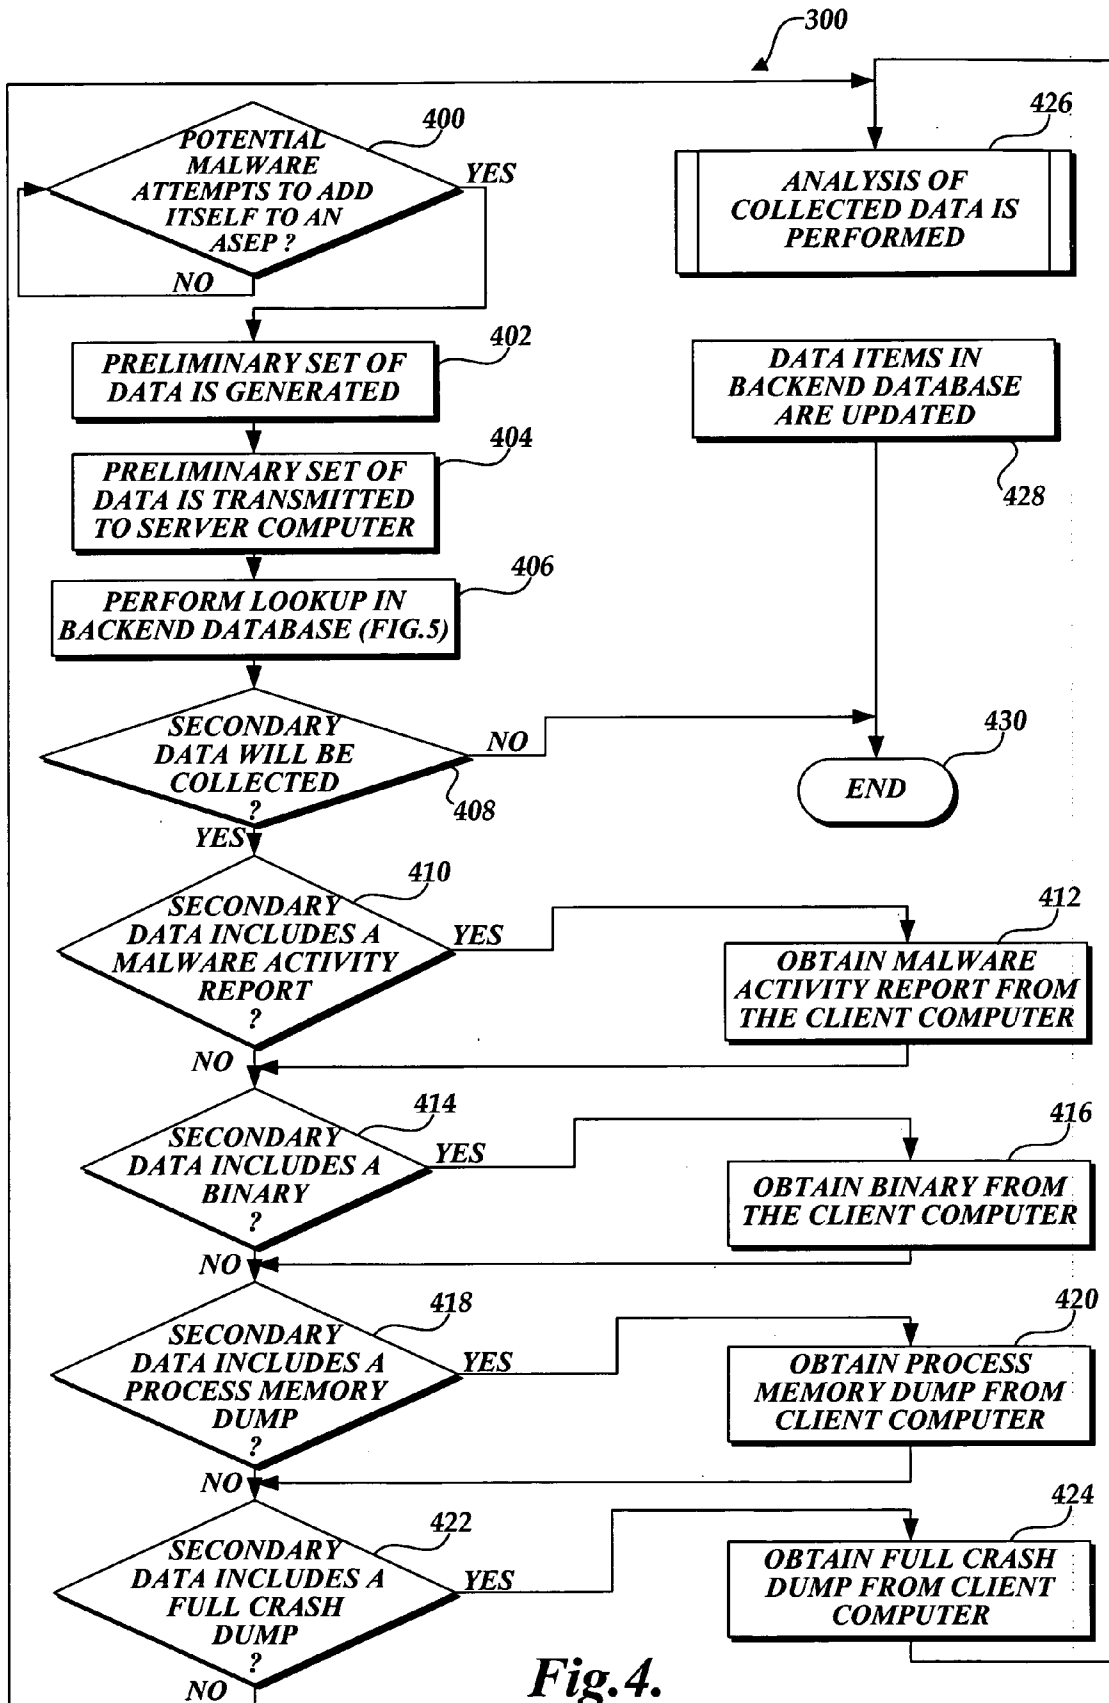 300
400
POTENTIAL
MALWARE
ATTEMPTS TO ADD
ITSELF TO AN
ASEP ?
YES
NO
402
PRELIMINARY SET OF
DATA IS GENERATED
404
PRELIMINARY SET OF
DATA IS TRANSMITTED
TO SERVER COMPUTER
406
PERFORM LOOKUP IN
BACKEND DATABASE (FIG.5)
SECONDARY
DATA WILL BE
COLLECTED
?
NO
408
YES
426
ANALYSIS OF
COLLECTED DATA IS
PERFORMED
DATA ITEMS IN
BACKEND DATABASE
ARE UPDATED
428
430
END
410
SECONDARY
DATA INCLUDES A
MALWARE ACTIVITY
REPORT
?
YES
NO
412
OBTAIN MALWARE
ACTIVITY REPORT FROM
THE CLIENT COMPUTER
414
SECONDARY
DATA INCLUDES A
BINARY
?
YES
NO
416
OBTAIN BINARY FROM
THE CLIENT COMPUTER
418
SECONDARY
DATA INCLUDES A
PROCESS MEMORY
DUMP
?
YES
NO
420
OBTAIN PROCESS
MEMORY DUMP FROM
CLIENT COMPUTER
422
SECONDARY
DATA INCLUDES A
FULL CRASH
DUMP
?
YES
NO
424
OBTAIN FULL CRASH
DUMP FROM CLIENT
COMPUTER
Fig.4.